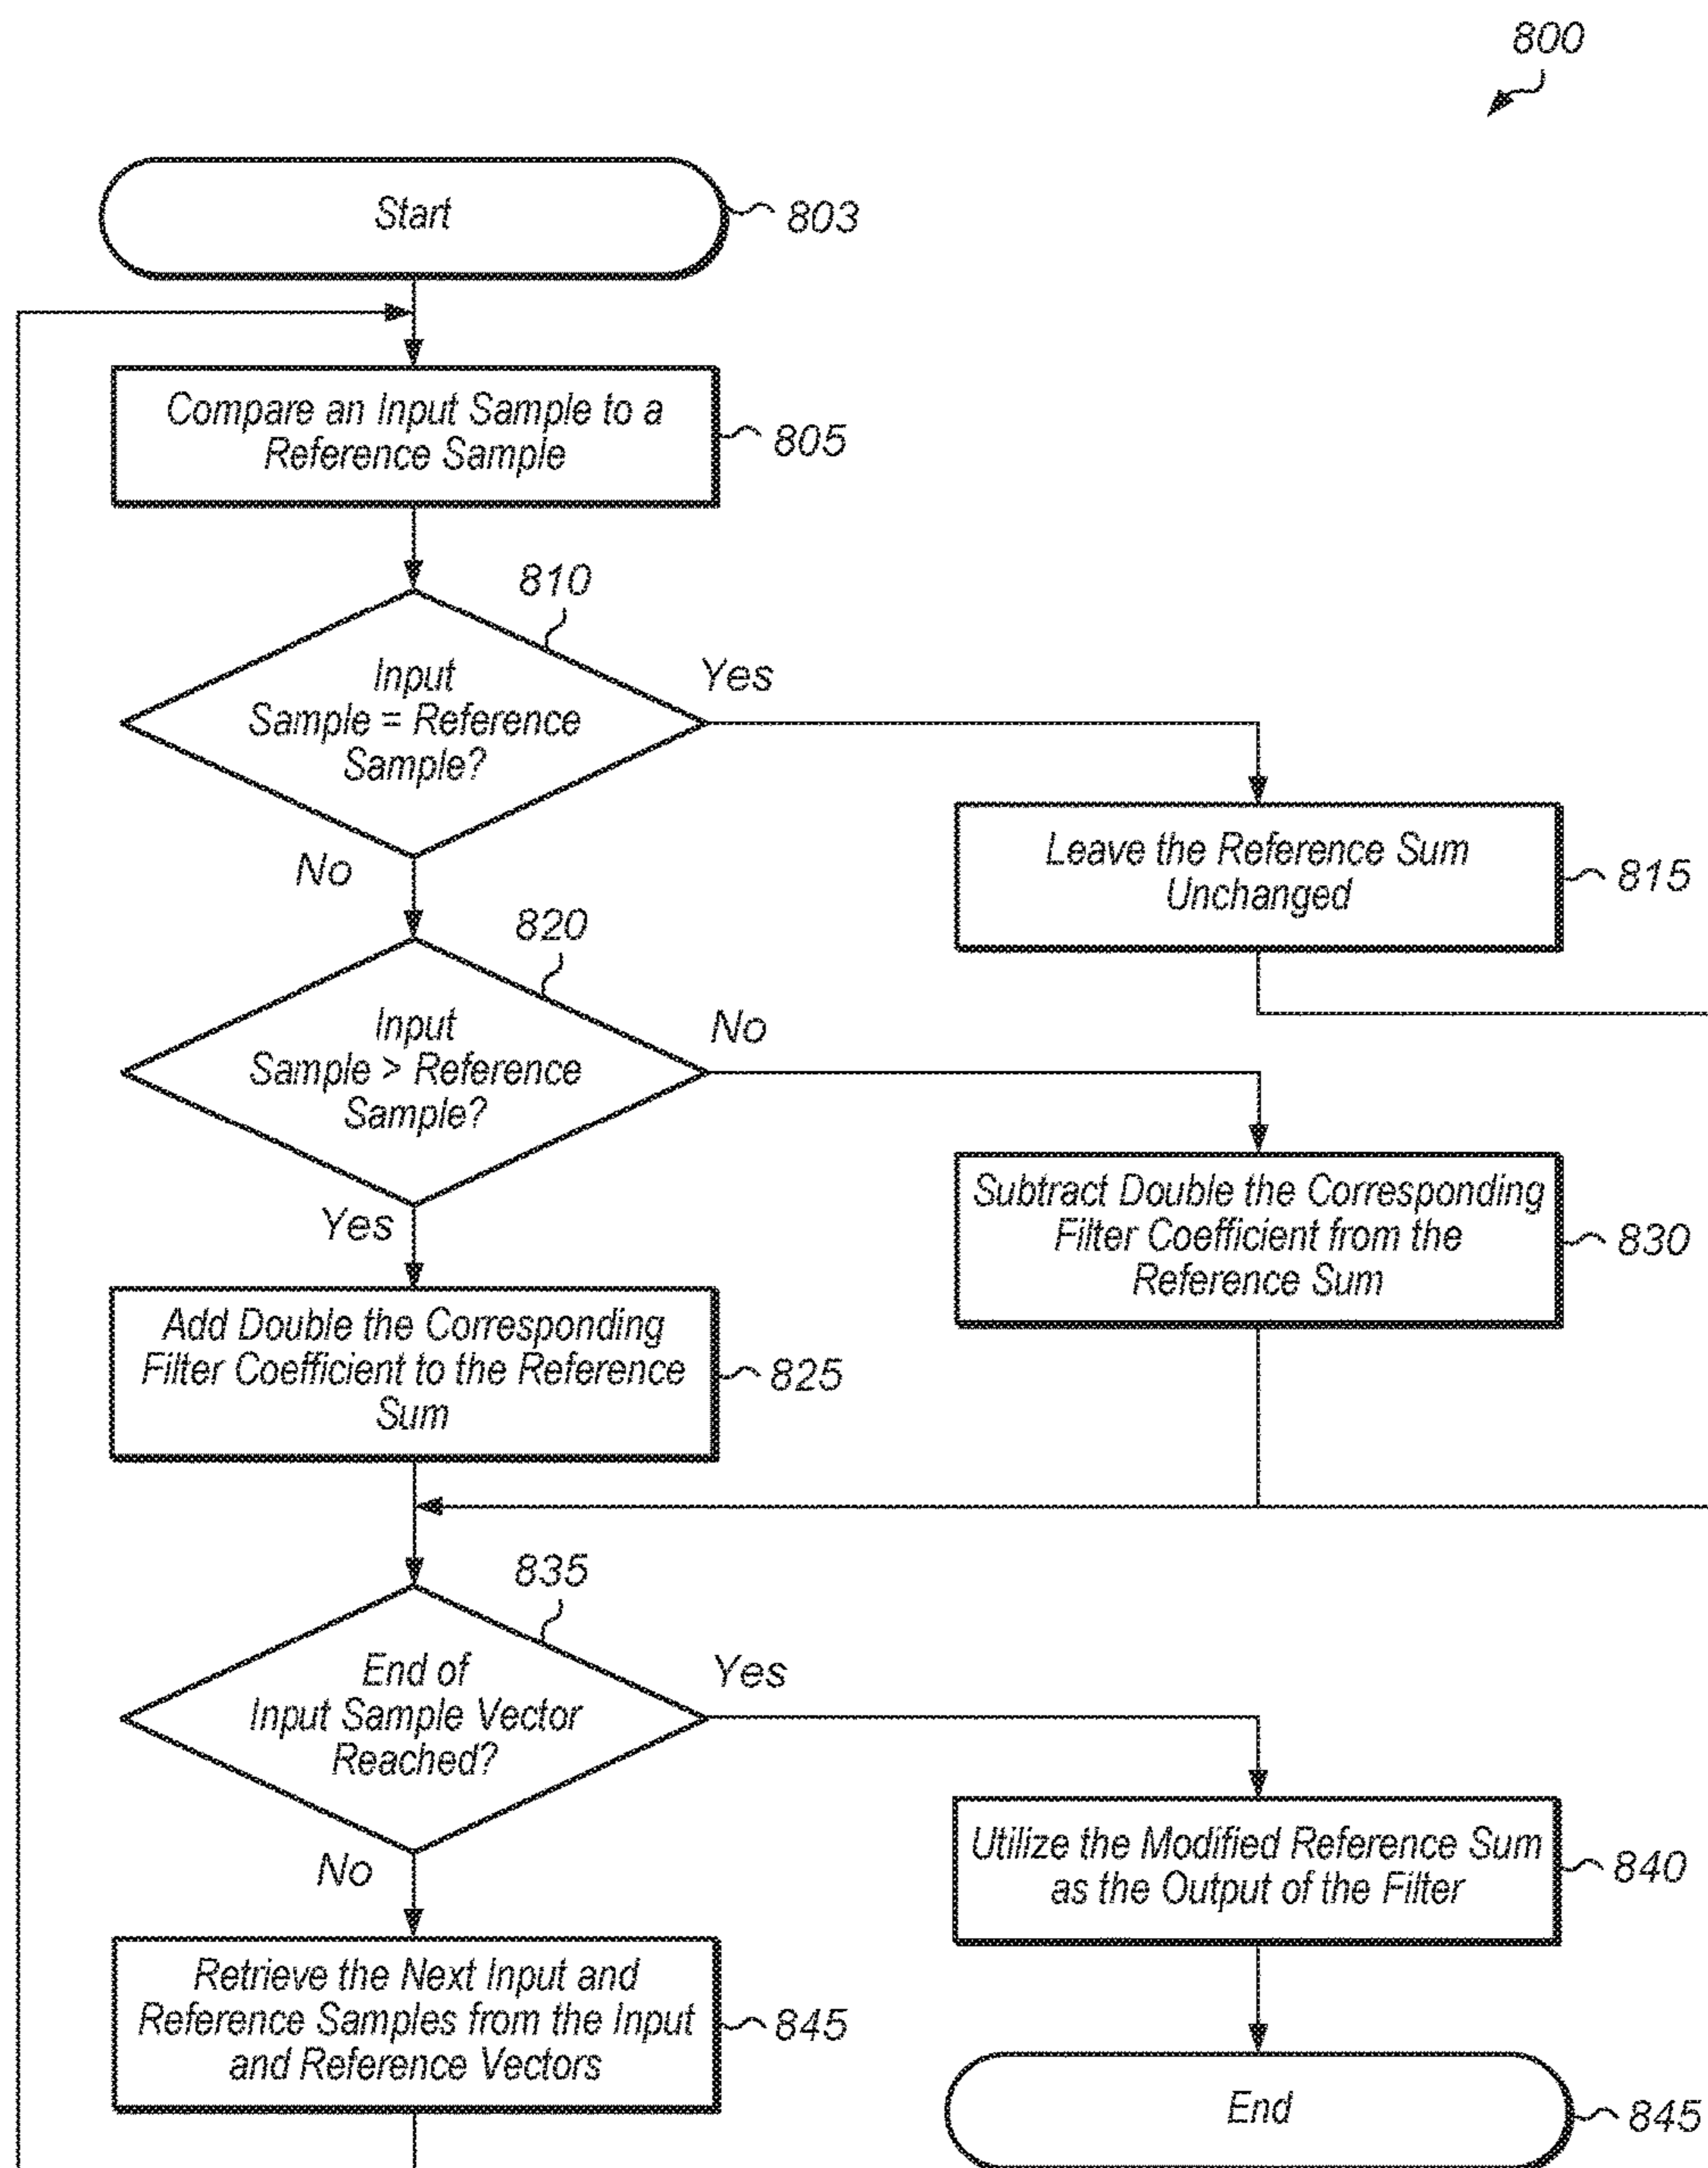 800
Start
803
Compare an Input Sample to a
Reference Sample
805
810
Input
Sample = Reference
Sample?
Yes
No
Leave the Reference Sum
Unchanged
815
820
Input
Sample > Reference
Sample?
No
Yes
Subtract Double the Corresponding
Filter Coefficient from the
Reference Sum
830
Add Double the Corresponding
Filter Coefficient to the Reference
Sum
825
835
End of
Input Sample Vector
Reached?
Yes
No
Utilize the Modified Reference Sum
as the Output of the Filter
840
Retrieve the Next Input and
Reference Samples from the Input
and Reference Vectors
845
End
845